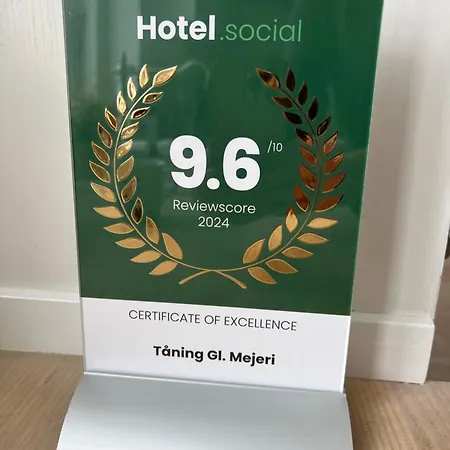 Hotel.social
9.6 /10
Reviewscore
2024
CERTIFICATE OF EXCELLENCE
Tåning Gl. Mejeri